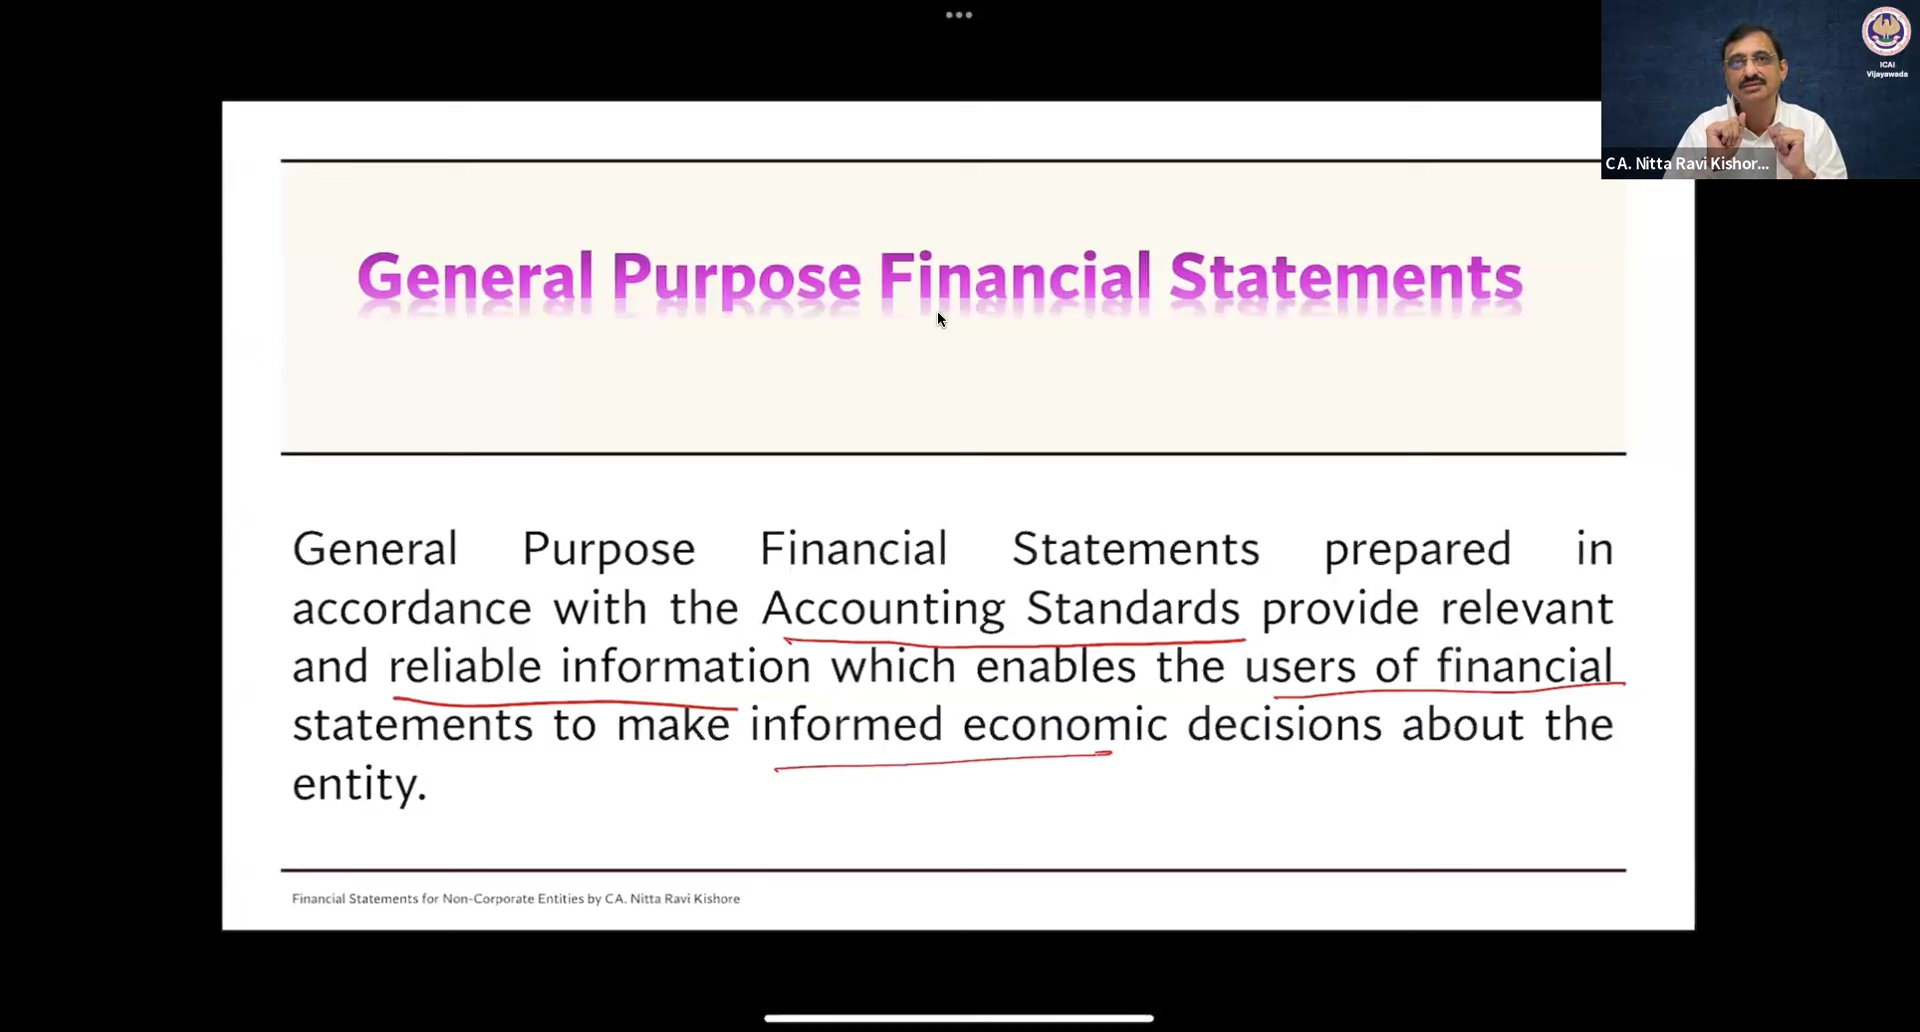 ICAI
Vijayawada
CA. Nitta Ravi Kishor...
General Purpose Financial Statements
General Purpose Financial Statements prepared in
accordance with the Accounting Standards provide relevant
and reliable information which enables the users of financial
statements to make informed economic decisions about the
entity.
Financial Statements for Non-Corporate Entities by CA. Nitta Ravi Kishore